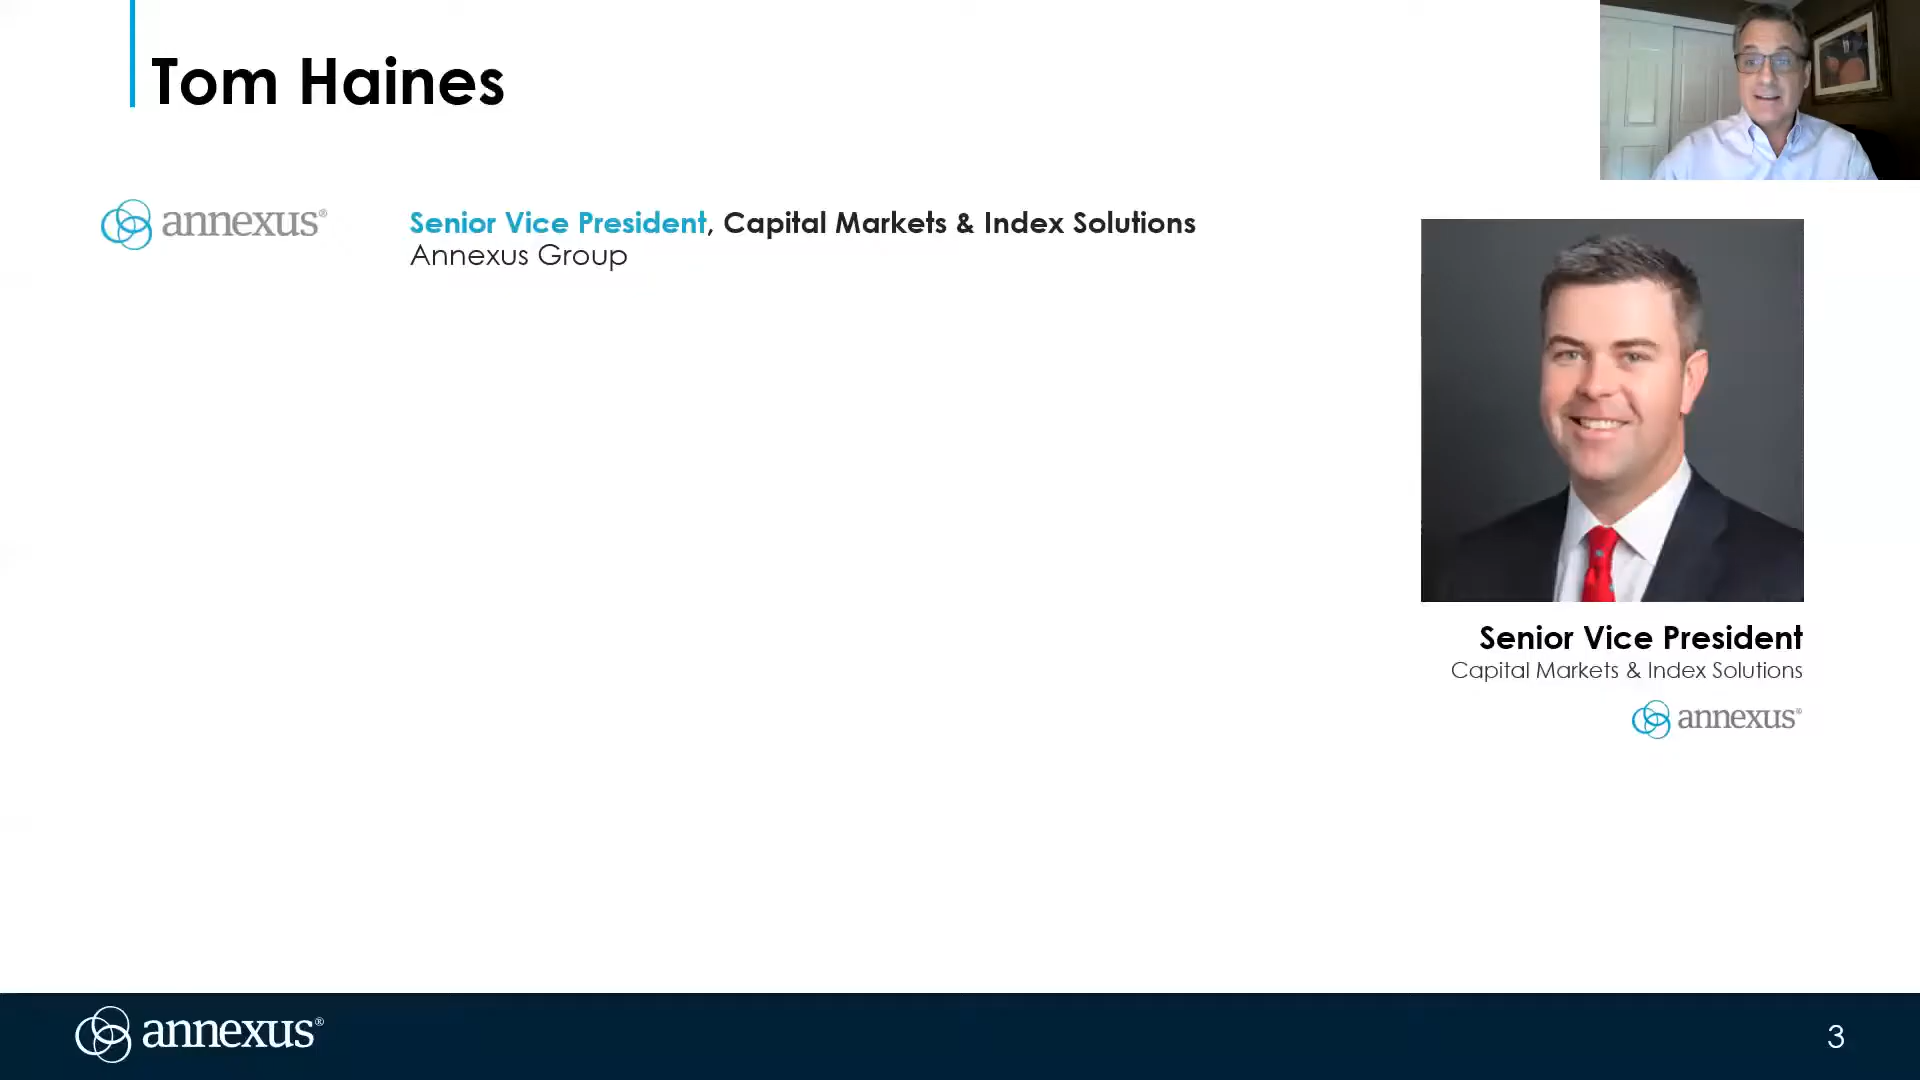 Tom Haines
annexus®
Senior Vice President, Capital Markets & Index Solutions
Annexus Group
Senior Vice President
Capital Markets & Index Solutions
annexus®
annexus®
3